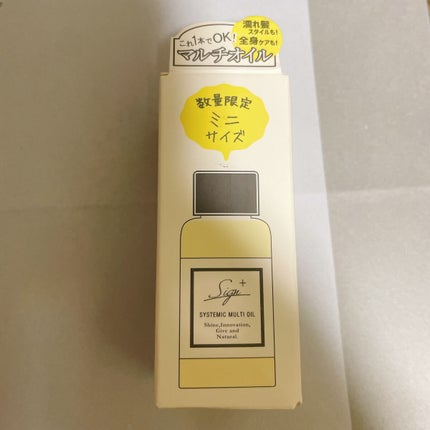 濡れ髪
スタイルも!
全身ケアも!
これ1本でOK!
マルチオイル
数量限定
ミニ
サイズ
Sign+
SYSTEMIC MULTI OIL
Shine,Innovation,
Give and
Natural.